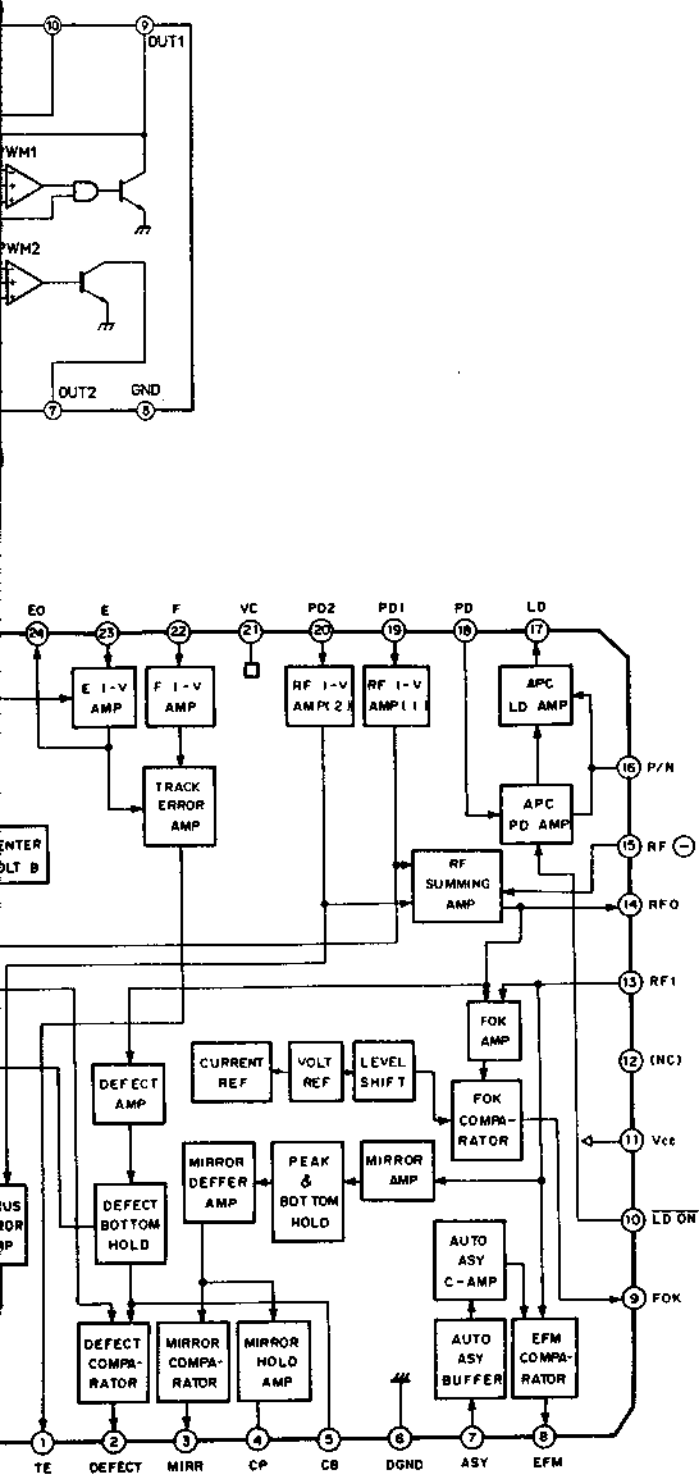 10 9
OUT1
PWM1
PWM2
OUT2 GND
7 8
EO E F VC PD2 PD1 PD LD
24 23 22 21 20 19 18 17
E I-V
AMP
F I-V
AMP
RF I-V
AMP(2)
RF I-V
AMP(1)
APC
LD AMP
TRACK
ERROR
AMP
16 P/N
APC
PD AMP
ENTER
OLT B
15 RF ⊖
RF
SUMMING
AMP
14 RFO
13 RF1
FOK
AMP
12 (NC)
CURRENT
REF
VOLT
REF
LEVEL
SHIFT
DEFECT
AMP
FOK
COMPA-
RATOR
11 Vcc
MIRROR
DEFFER
AMP
PEAK
&
BOTTOM
HOLD
MIRROR
AMP
RUS
ROR
MP
DEFECT
BOTTOM
HOLD
10 LD ON
AUTO
ASY
C-AMP
9 FOK
DEFECT
COMPA-
RATOR
MIRROR
COMPA-
RATOR
MIRROR
HOLD
AMP
AUTO
ASY
BUFFER
EFM
COMPA-
RATOR
1 2 3 4 5 6 7 8
TE DEFECT MIRR CP CB DGND ASY EFM